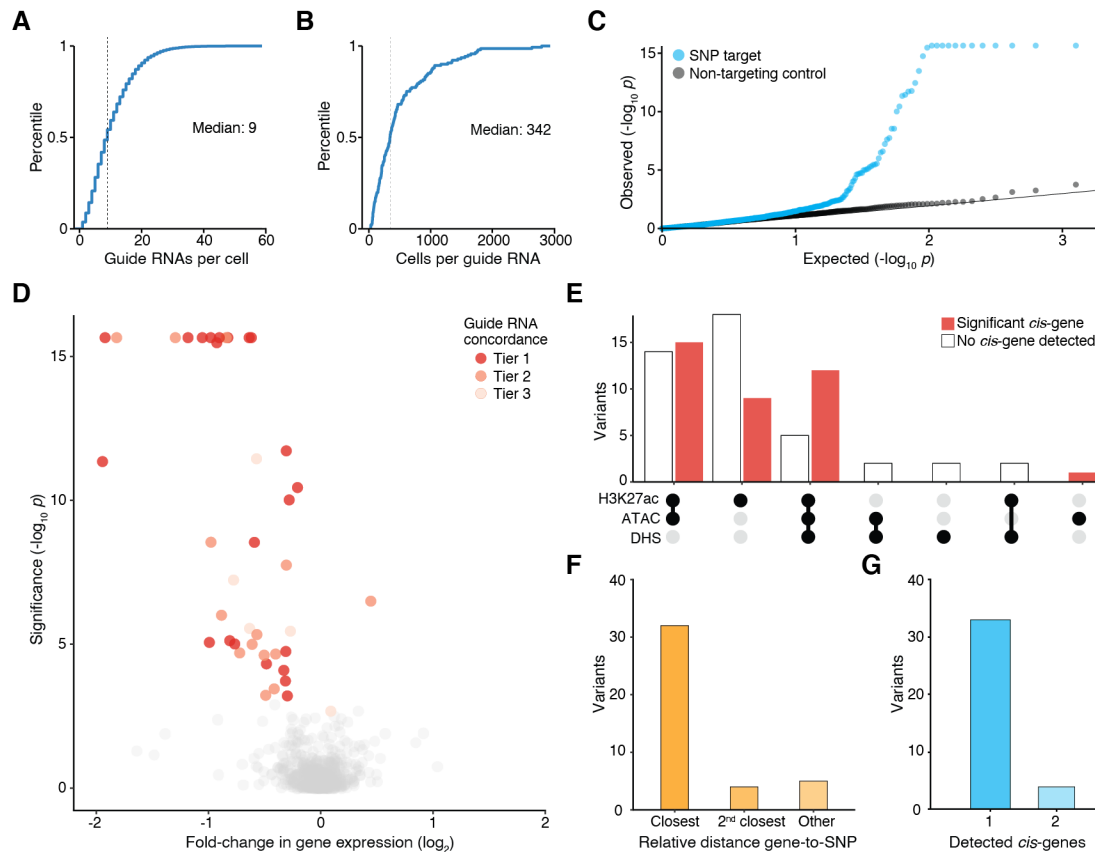 A
1
0.5
0
Percentile
Median: 9
0
20
40
60
Guide RNAs per cell
B
1
0.5
0
Percentile
Median: 342
0
1000
2000
3000
Cells per guide RNA
C
15
10
5
0
Observed (-log10 p)
SNP target
Non-targeting control
0
1
2
3
Expected (-log10 p)
D
15
10
5
0
Significance (-log10 p)
Guide RNA
concordance
Tier 1
Tier 2
Tier 3
-2
-1
0
1
2
Fold-change in gene expression (log2)
E
15
10
5
0
Variants
Significant cis-gene
No cis-gene detected
H3K27ac
ATAC
DHS
F
40
30
20
10
0
Variants
Closest
2nd closest
Other
Relative distance gene-to-SNP
G
40
30
20
10
0
Variants
1
2
Detected cis-genes